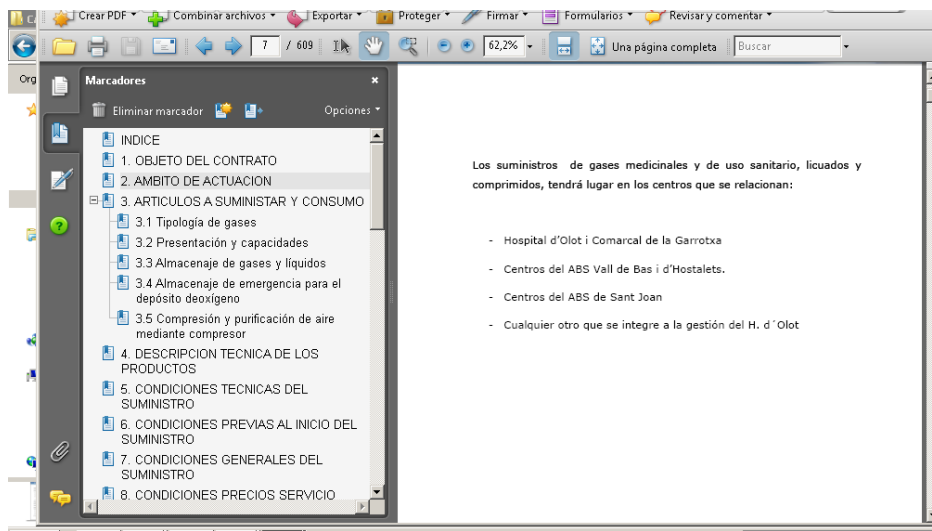 Crear PDF Combinar archivos Exportar Proteger Firmar Formularios Revisar y comentar
7 / 609 62,2% Una página completa Buscar
Org
Marcadores
Eliminar marcador Opciones
INDICE
1. OBJETO DEL CONTRATO
2. AMBITO DE ACTUACION
3. ARTICULOS A SUMINISTAR Y CONSUMO
3.1 Tipología de gases
3.2 Presentación y capacidades
3.3 Almacenaje de gases y líquidos
3.4 Almacenaje de emergencia para el
depósito deoxígeno
3.5 Compresión y purificación de aire
mediante compresor
4. DESCRIPCION TECNICA DE LOS
PRODUCTOS
5. CONDICIONES TECNICAS DEL
SUMINISTRO
6. CONDICIONES PREVIAS AL INICIO DEL
SUMINISTRO
7. CONDICIONES GENERALES DEL
SUMINISTRO
8. CONDICIONES PRECIOS SERVICIO
Los suministros de gases medicinales y de uso sanitario, licuados y
comprimidos, tendrá lugar en los centros que se relacionan:
- Hospital d'Olot i Comarcal de la Garrotxa
- Centros del ABS Vall de Bas i d'Hostalets.
- Centros del ABS de Sant Joan
- Cualquier otro que se integre a la gestión del H. d´Olot